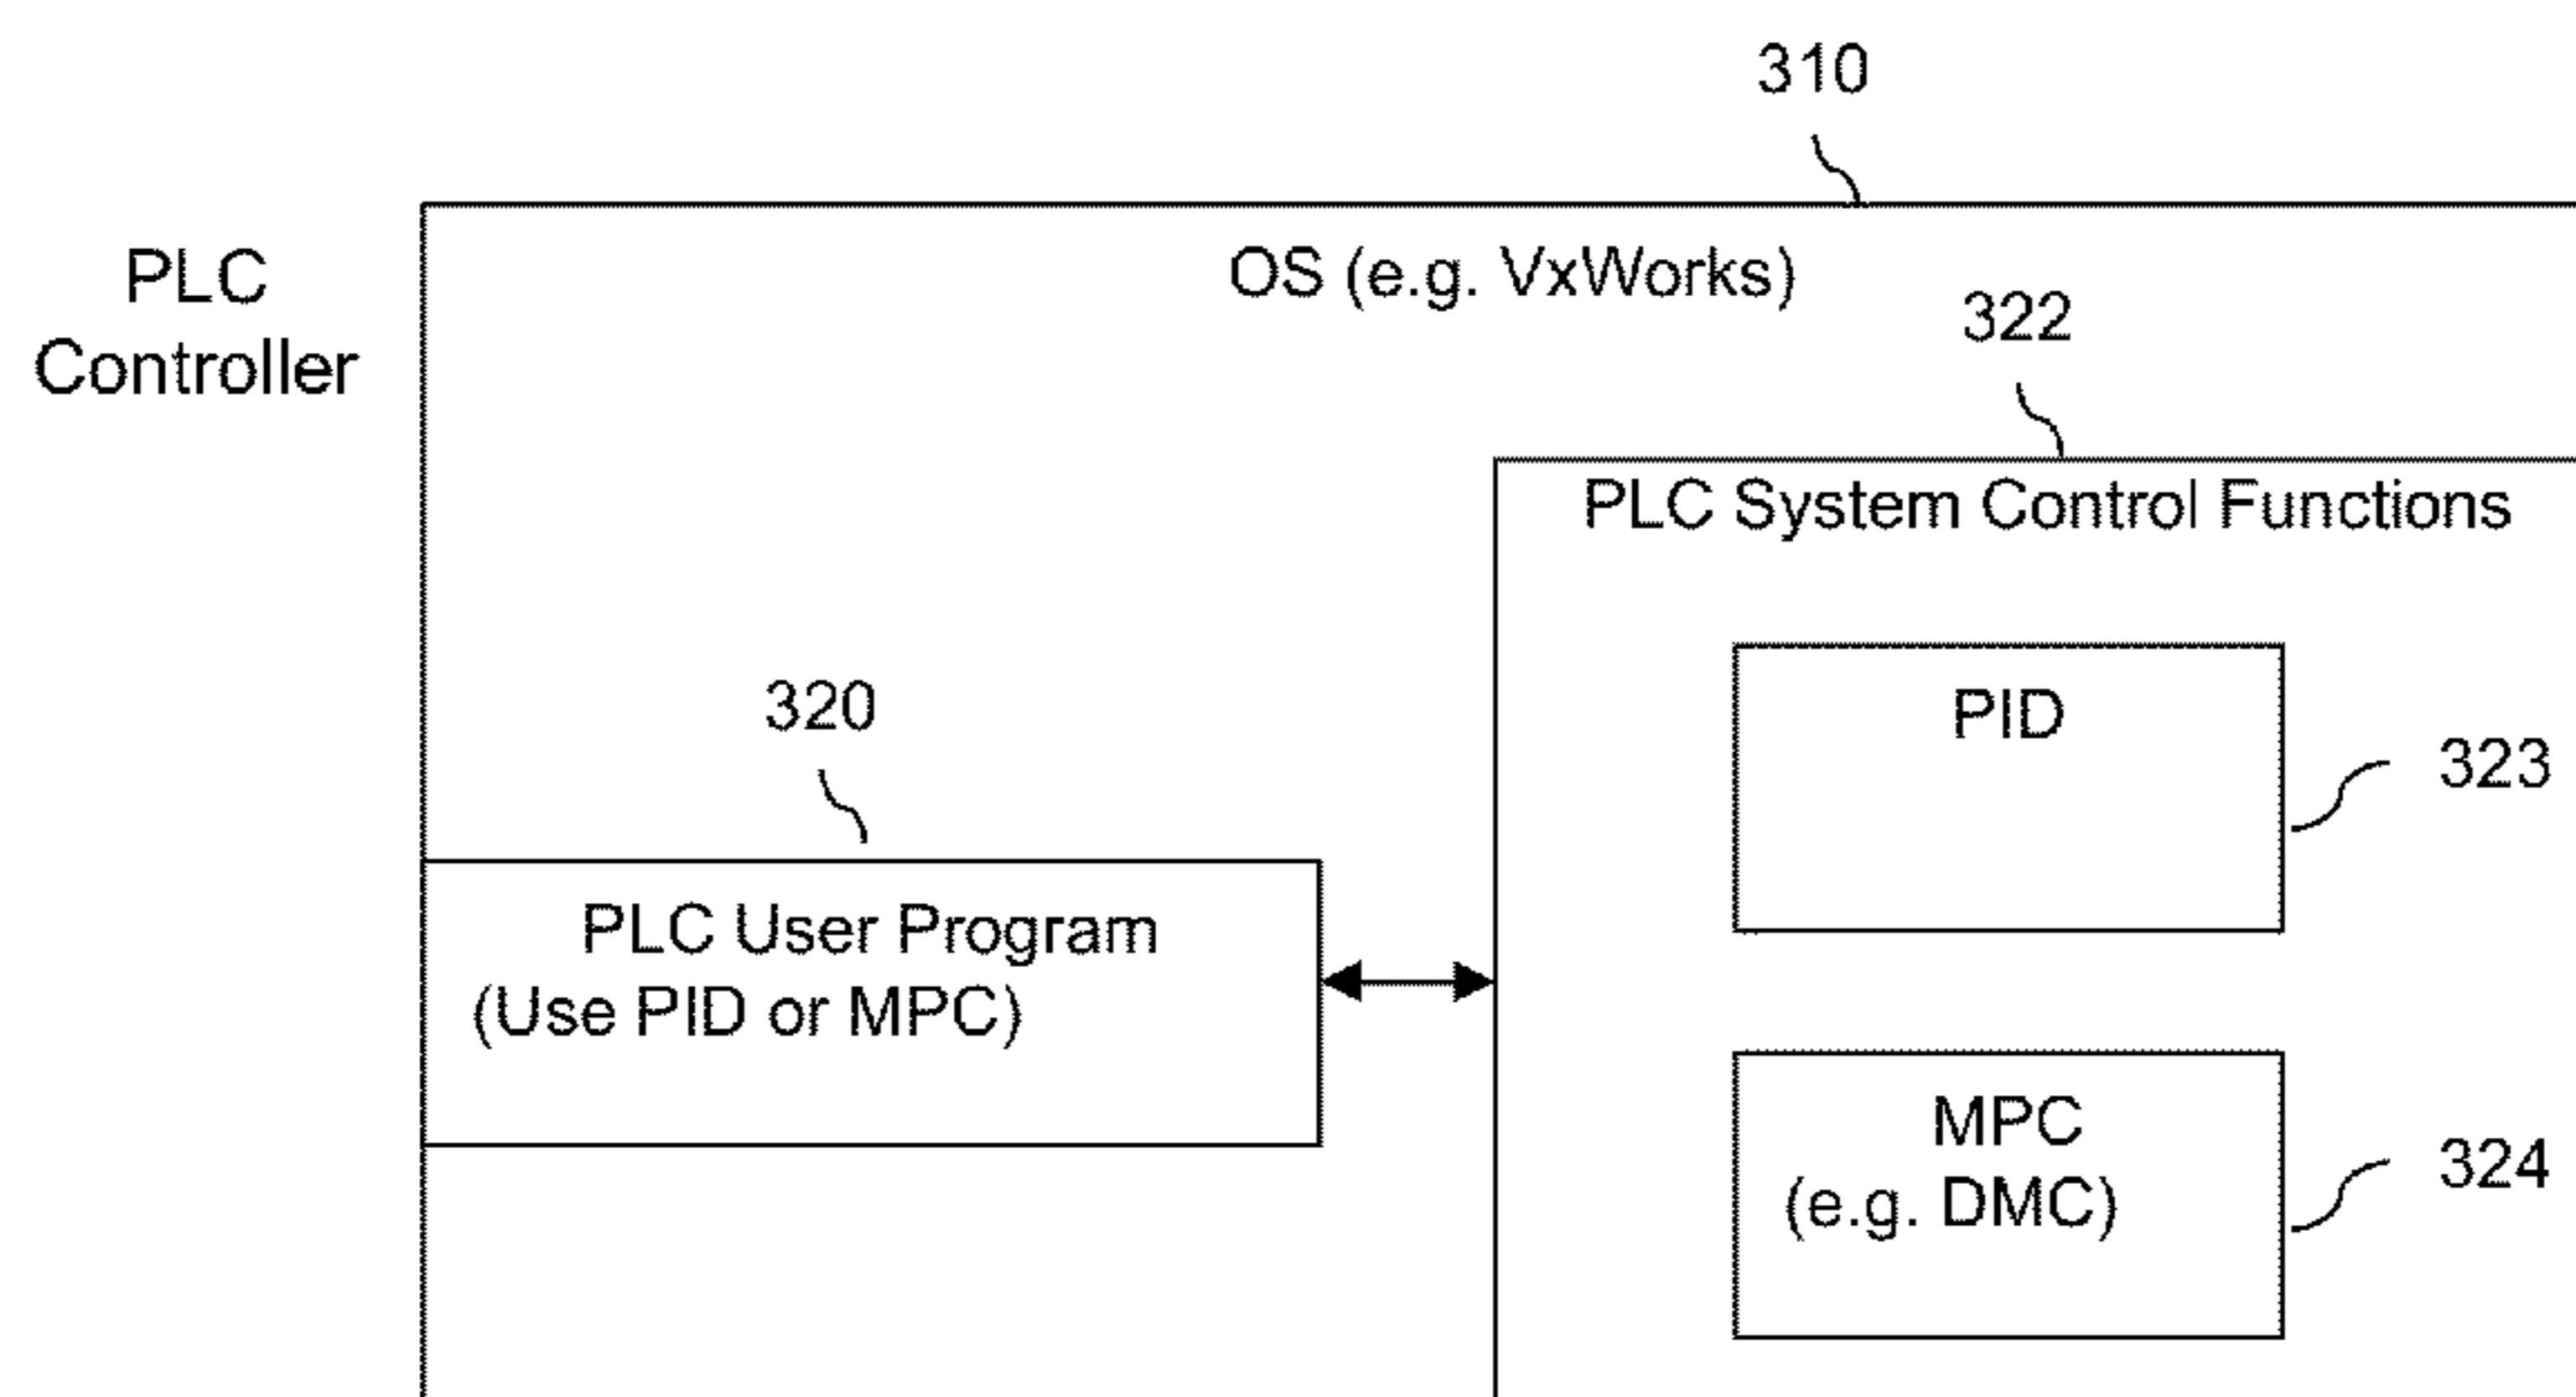 310
PLC
Controller
OS (e.g. VxWorks)
322
PLC System Control Functions
PID
323
320
PLC User Program
(Use PID or MPC)
MPC
(e.g. DMC)
324